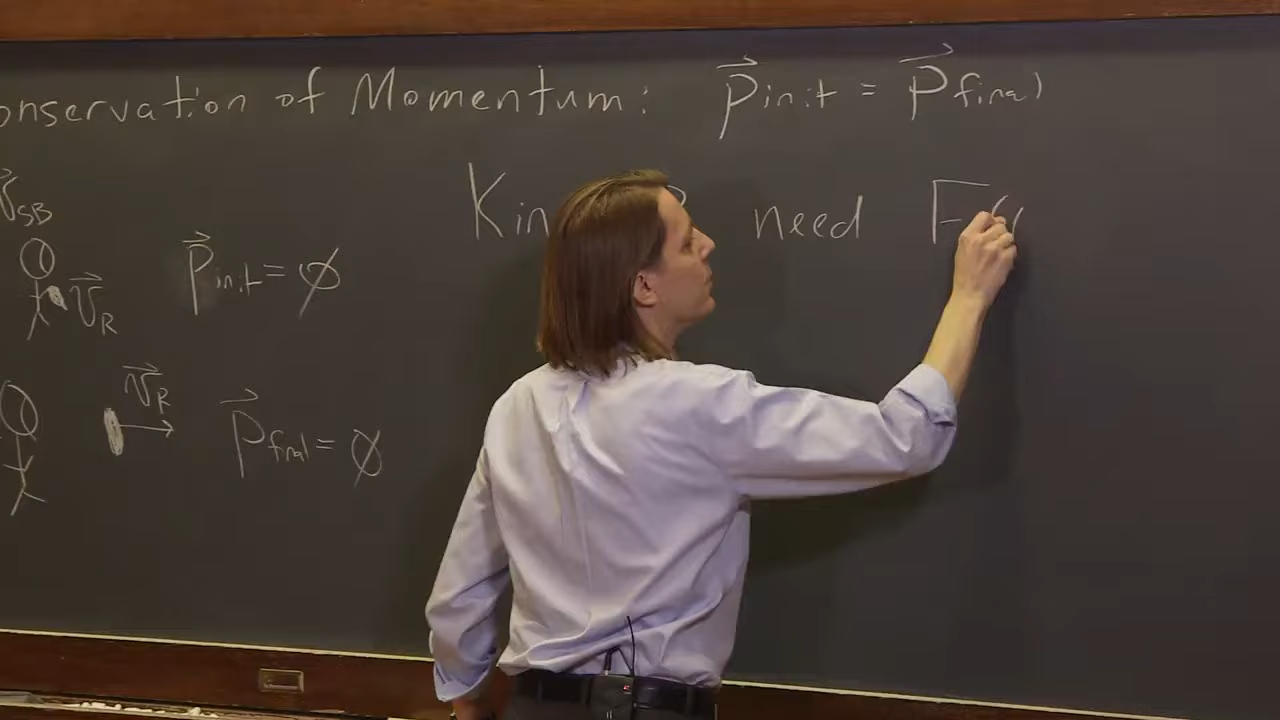 onservation of Momentum: p⃗init = p⃗final
v⃗SB
Kin need
p⃗init = ∅
v⃗R
v⃗R
p⃗final = ∅